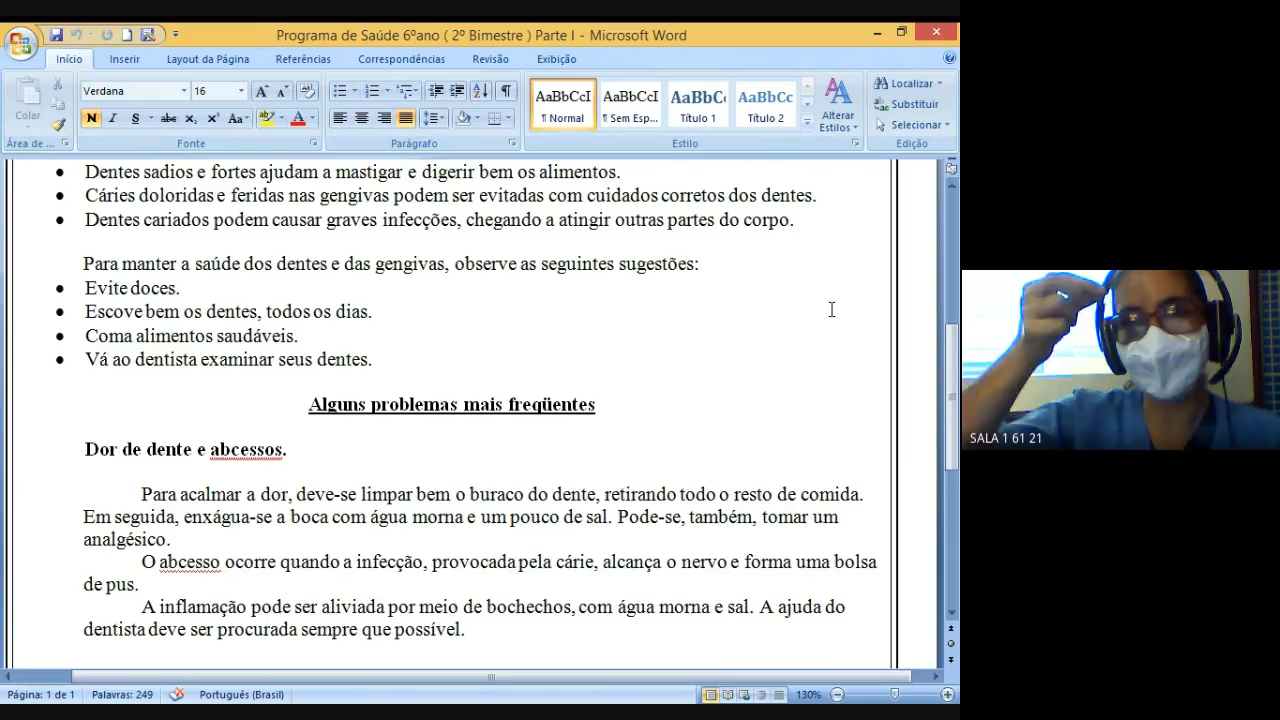 Programa de Saúde 6ºano ( 2º Bimestre ) Parte I - Microsoft Word
Início Inserir Layout da Página Referências Correspondências Revisão Exibição
Colar
Verdana 16
N I S abc x₂ x² Aa ab A
AaBbCcI AaBbCcI AaBbCc AaBbCc
¶ Normal ¶ Sem Esp... Título 1 Título 2
Alterar
Estilos
Localizar
Substituir
Selecionar
Área de ... Fonte Parágrafo Estilo Edição
• Dentes sadios e fortes ajudam a mastigar e digerir bem os alimentos.
• Cáries doloridas e feridas nas gengivas podem ser evitadas com cuidados corretos dos dentes.
• Dentes cariados podem causar graves infecções, chegando a atingir outras partes do corpo.
Para manter a saúde dos dentes e das gengivas, observe as seguintes sugestões:
• Evite doces.
• Escove bem os dentes, todos os dias.
• Coma alimentos saudáveis.
• Vá ao dentista examinar seus dentes.
Alguns problemas mais freqüentes
Dor de dente e abcessos.
Para acalmar a dor, deve-se limpar bem o buraco do dente, retirando todo o resto de comida.
Em seguida, enxágua-se a boca com água morna e um pouco de sal. Pode-se, também, tomar um
analgésico.
O abcesso ocorre quando a infecção, provocada pela cárie, alcança o nervo e forma uma bolsa
de pus.
A inflamação pode ser aliviada por meio de bochechos, com água morna e sal. A ajuda do
dentista deve ser procurada sempre que possível.
SALA 1 61 21
Página: 1 de 1 Palavras: 249 Português (Brasil) 130%